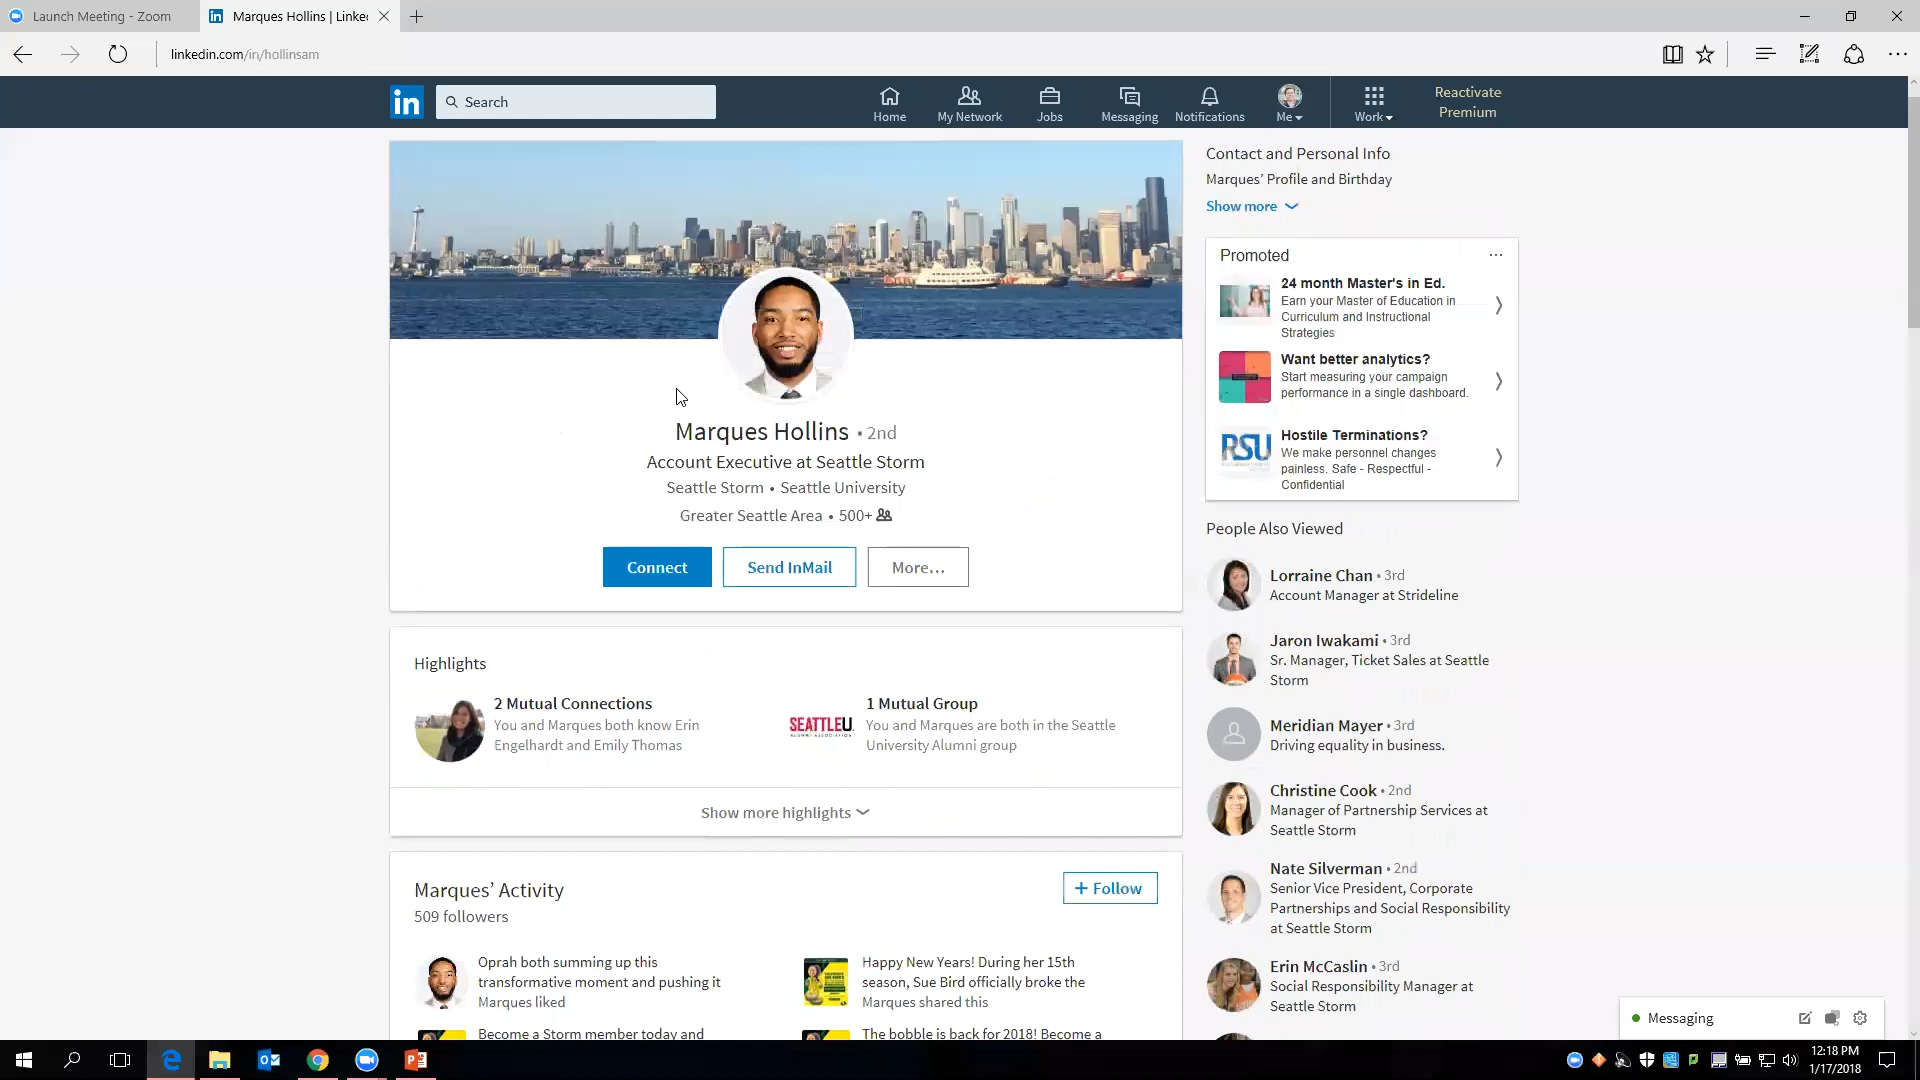 Launch Meeting - Zoom
Marques Hollins | Linke
linkedin.com/in/hollinsam
in
Search
Home
My Network
Jobs
Messaging
Notifications
Me
Work
Reactivate
Premium
Contact and Personal Info
Marques’ Profile and Birthday
Show more
Promoted
24 month Master's in Ed.
Earn your Master of Education in
Curriculum and Instructional
Strategies
Want better analytics?
Start measuring your campaign
performance in a single dashboard.
RSU
Hostile Terminations?
We make personnel changes
painless. Safe - Respectful -
Confidential
Marques Hollins • 2nd
Account Executive at Seattle Storm
Seattle Storm • Seattle University
Greater Seattle Area • 500+
Connect
Send InMail
More...
Highlights
2 Mutual Connections
You and Marques both know Erin
Engelhardt and Emily Thomas
SEATTLEU
ALUMNI ASSOCIATION
1 Mutual Group
You and Marques are both in the Seattle
University Alumni group
Show more highlights
Marques’ Activity
509 followers
+ Follow
Oprah both summing up this
transformative moment and pushing it
Marques liked
Happy New Years! During her 15th
season, Sue Bird officially broke the
Marques shared this
Become a Storm member today and
The bobble is back for 2018! Become a
People Also Viewed
Lorraine Chan • 3rd
Account Manager at Strideline
Jaron Iwakami • 3rd
Sr. Manager, Ticket Sales at Seattle
Storm
Meridian Mayer • 3rd
Driving equality in business.
Christine Cook • 2nd
Manager of Partnership Services at
Seattle Storm
Nate Silverman • 2nd
Senior Vice President, Corporate
Partnerships and Social Responsibility
at Seattle Storm
Erin McCaslin • 3rd
Social Responsibility Manager at
Seattle Storm
Messaging
12:18 PM
1/17/2018